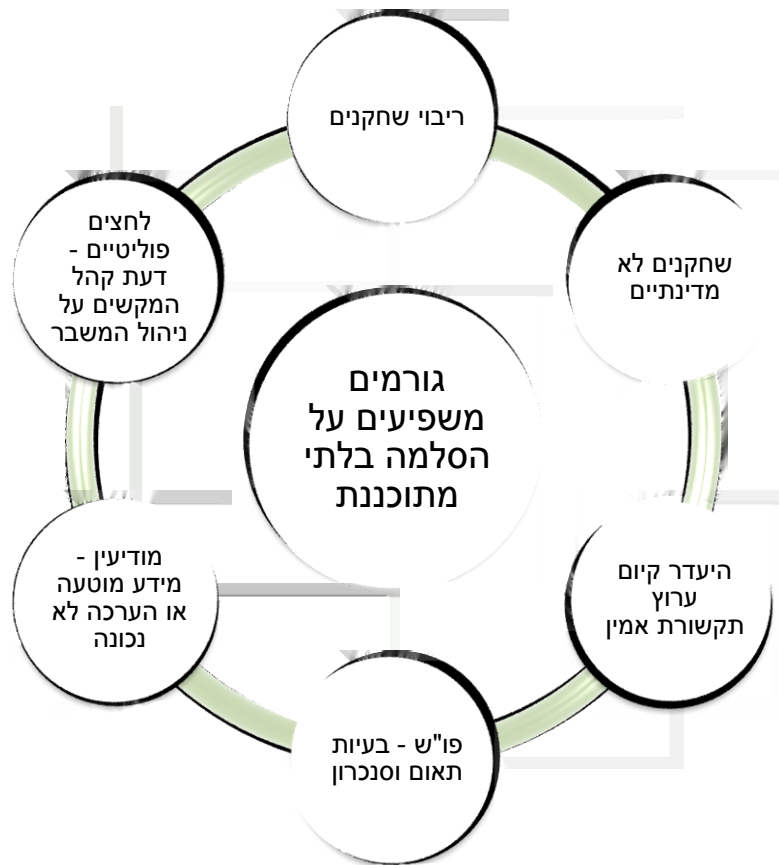 ריבוי שחקנים
שחקנים לא
מדינתיים
היעדר קיום
ערוץ
תקשורת אמין
פו"ש - בעיות
תאום וסנכרון
מודיעין -
מידע מוטעה
או הערכה לא
נכונה
לחצים
פוליטיים -
דעת קהל
המקשים על
ניהול המשבר
גורמים
משפיעים על
הסלמה בלתי
מתוכננת